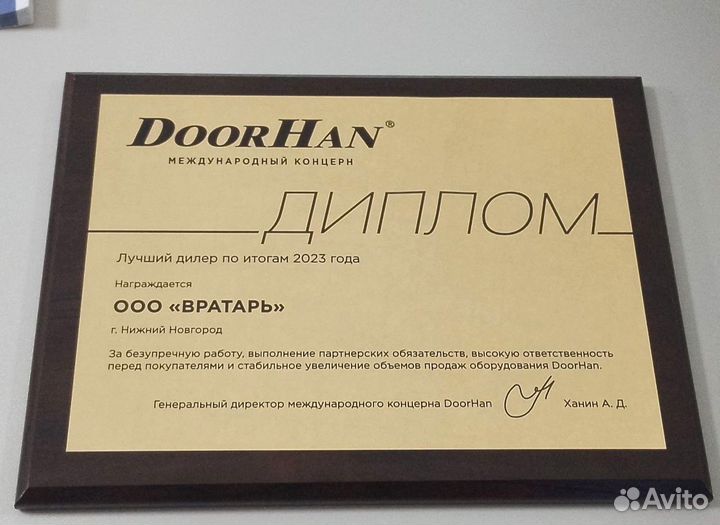 DOORHAN®
МЕЖДУНАРОДНЫЙ КОНЦЕРН
ДИПЛОМ
Лучший дилер по итогам 2023 года
Награждается
ООО «ВРАТАРЬ»
г. Нижний Новгород
За безупречную работу, выполнение партнерских обязательств, высокую ответственность
перед покупателями и стабильное увеличение объемов продаж оборудования DoorHan.
Генеральный директор международного концерна DoorHan Ханин А. Д.
Avito